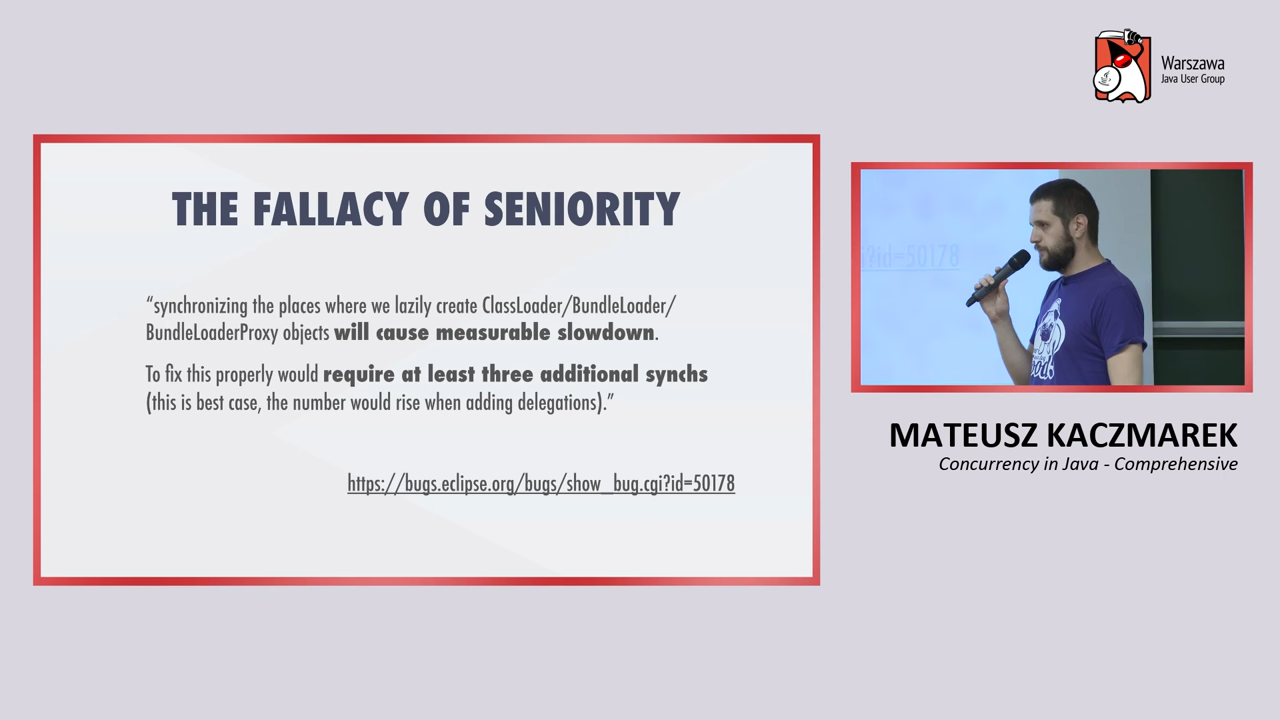 Warszawa
Java User Group
THE FALLACY OF SENIORITY
“synchronizing the places where we lazily create ClassLoader/BundleLoader/
BundleLoaderProxy objects will cause measurable slowdown.
To fix this properly would require at least three additional synchs
(this is best case, the number would rise when adding delegations).”
https://bugs.eclipse.org/bugs/show_bug.cgi?id=50178
i?id=50178
MATEUSZ KACZMAREK
Concurrency in Java - Comprehensive